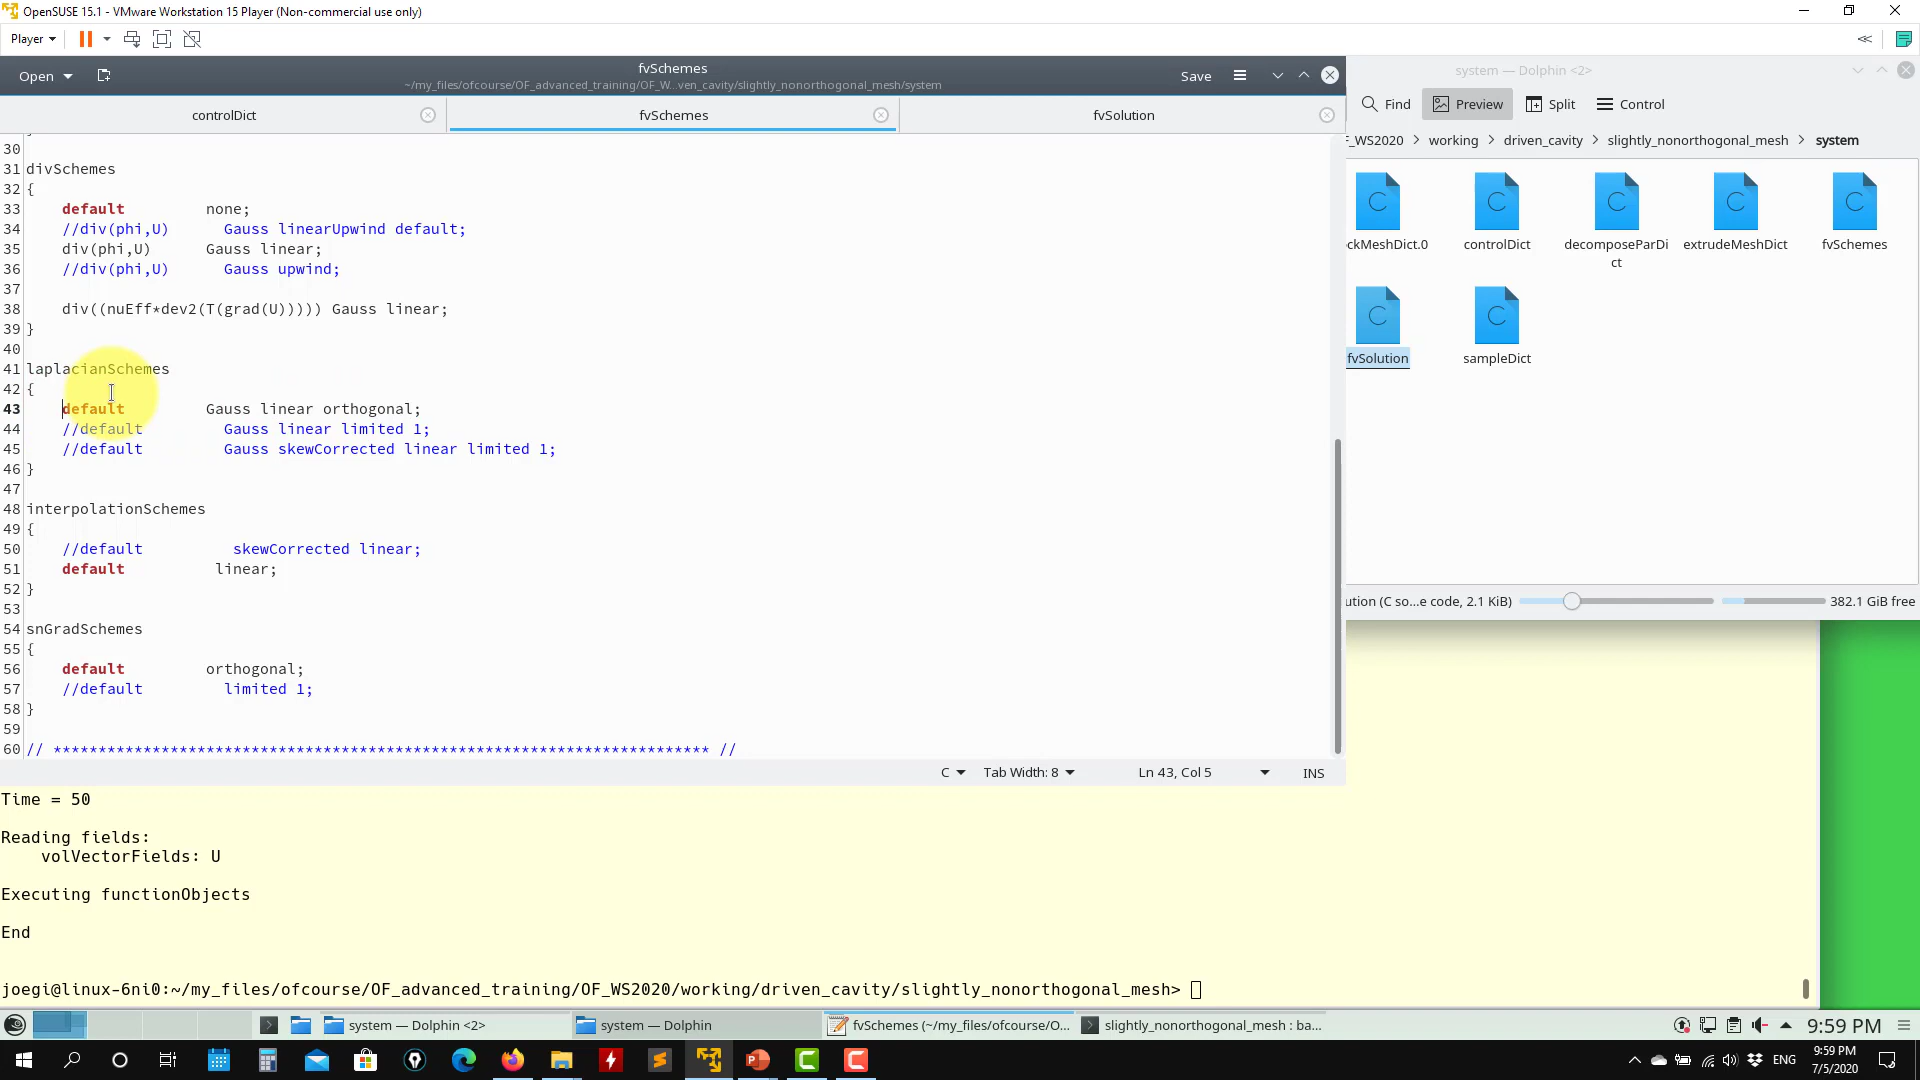 OpenSUSE 15.1 - VMware Workstation 15 Player (Non-commercial use only)
Player
Open
fvSchemes
~/my_files/ofcourse/OF_advanced_training/OF_W...ven_cavity/slightly_nonorthogonal_mesh/system
Save
controlDict
fvSchemes
fvSolution
30
31 divSchemes
32 {
33 default none;
34 //div(phi,U) Gauss linearUpwind default;
35 div(phi,U) Gauss linear;
36 //div(phi,U) Gauss upwind;
37
38 div((nuEff*dev2(T(grad(U))))) Gauss linear;
39 }
40
41 laplacianSchemes
42 {
43 default Gauss linear orthogonal;
44 //default Gauss linear limited 1;
45 //default Gauss skewCorrected linear limited 1;
46 }
47
48 interpolationSchemes
49 {
50 //default skewCorrected linear;
51 default linear;
52 }
53
54 snGradSchemes
55 {
56 default orthogonal;
57 //default limited 1;
58 }
59
60 // ************************************************************************* //
C
Tab Width: 8
Ln 43, Col 5
INS
system — Dolphin <2>
Find
Preview
Split
Control
F_WS2020 > working > driven_cavity > slightly_nonorthogonal_mesh > system
ockMeshDict.0
controlDict
decomposeParDi
ct
extrudeMeshDict
fvSchemes
fvSolution
sampleDict
ution (C so...e code, 2.1 KiB)
382.1 GiB free
Time = 50
Reading fields:
volVectorFields: U
Executing functionObjects
End
joegi@linux-6ni0:~/my_files/ofcourse/OF_advanced_training/OF_WS2020/working/driven_cavity/slightly_nonorthogonal_mesh>
system — Dolphin <2>
system — Dolphin
fvSchemes (~/my_files/ofcourse/O...
slightly_nonorthogonal_mesh : ba...
9:59 PM
ENG
9:59 PM
7/5/2020